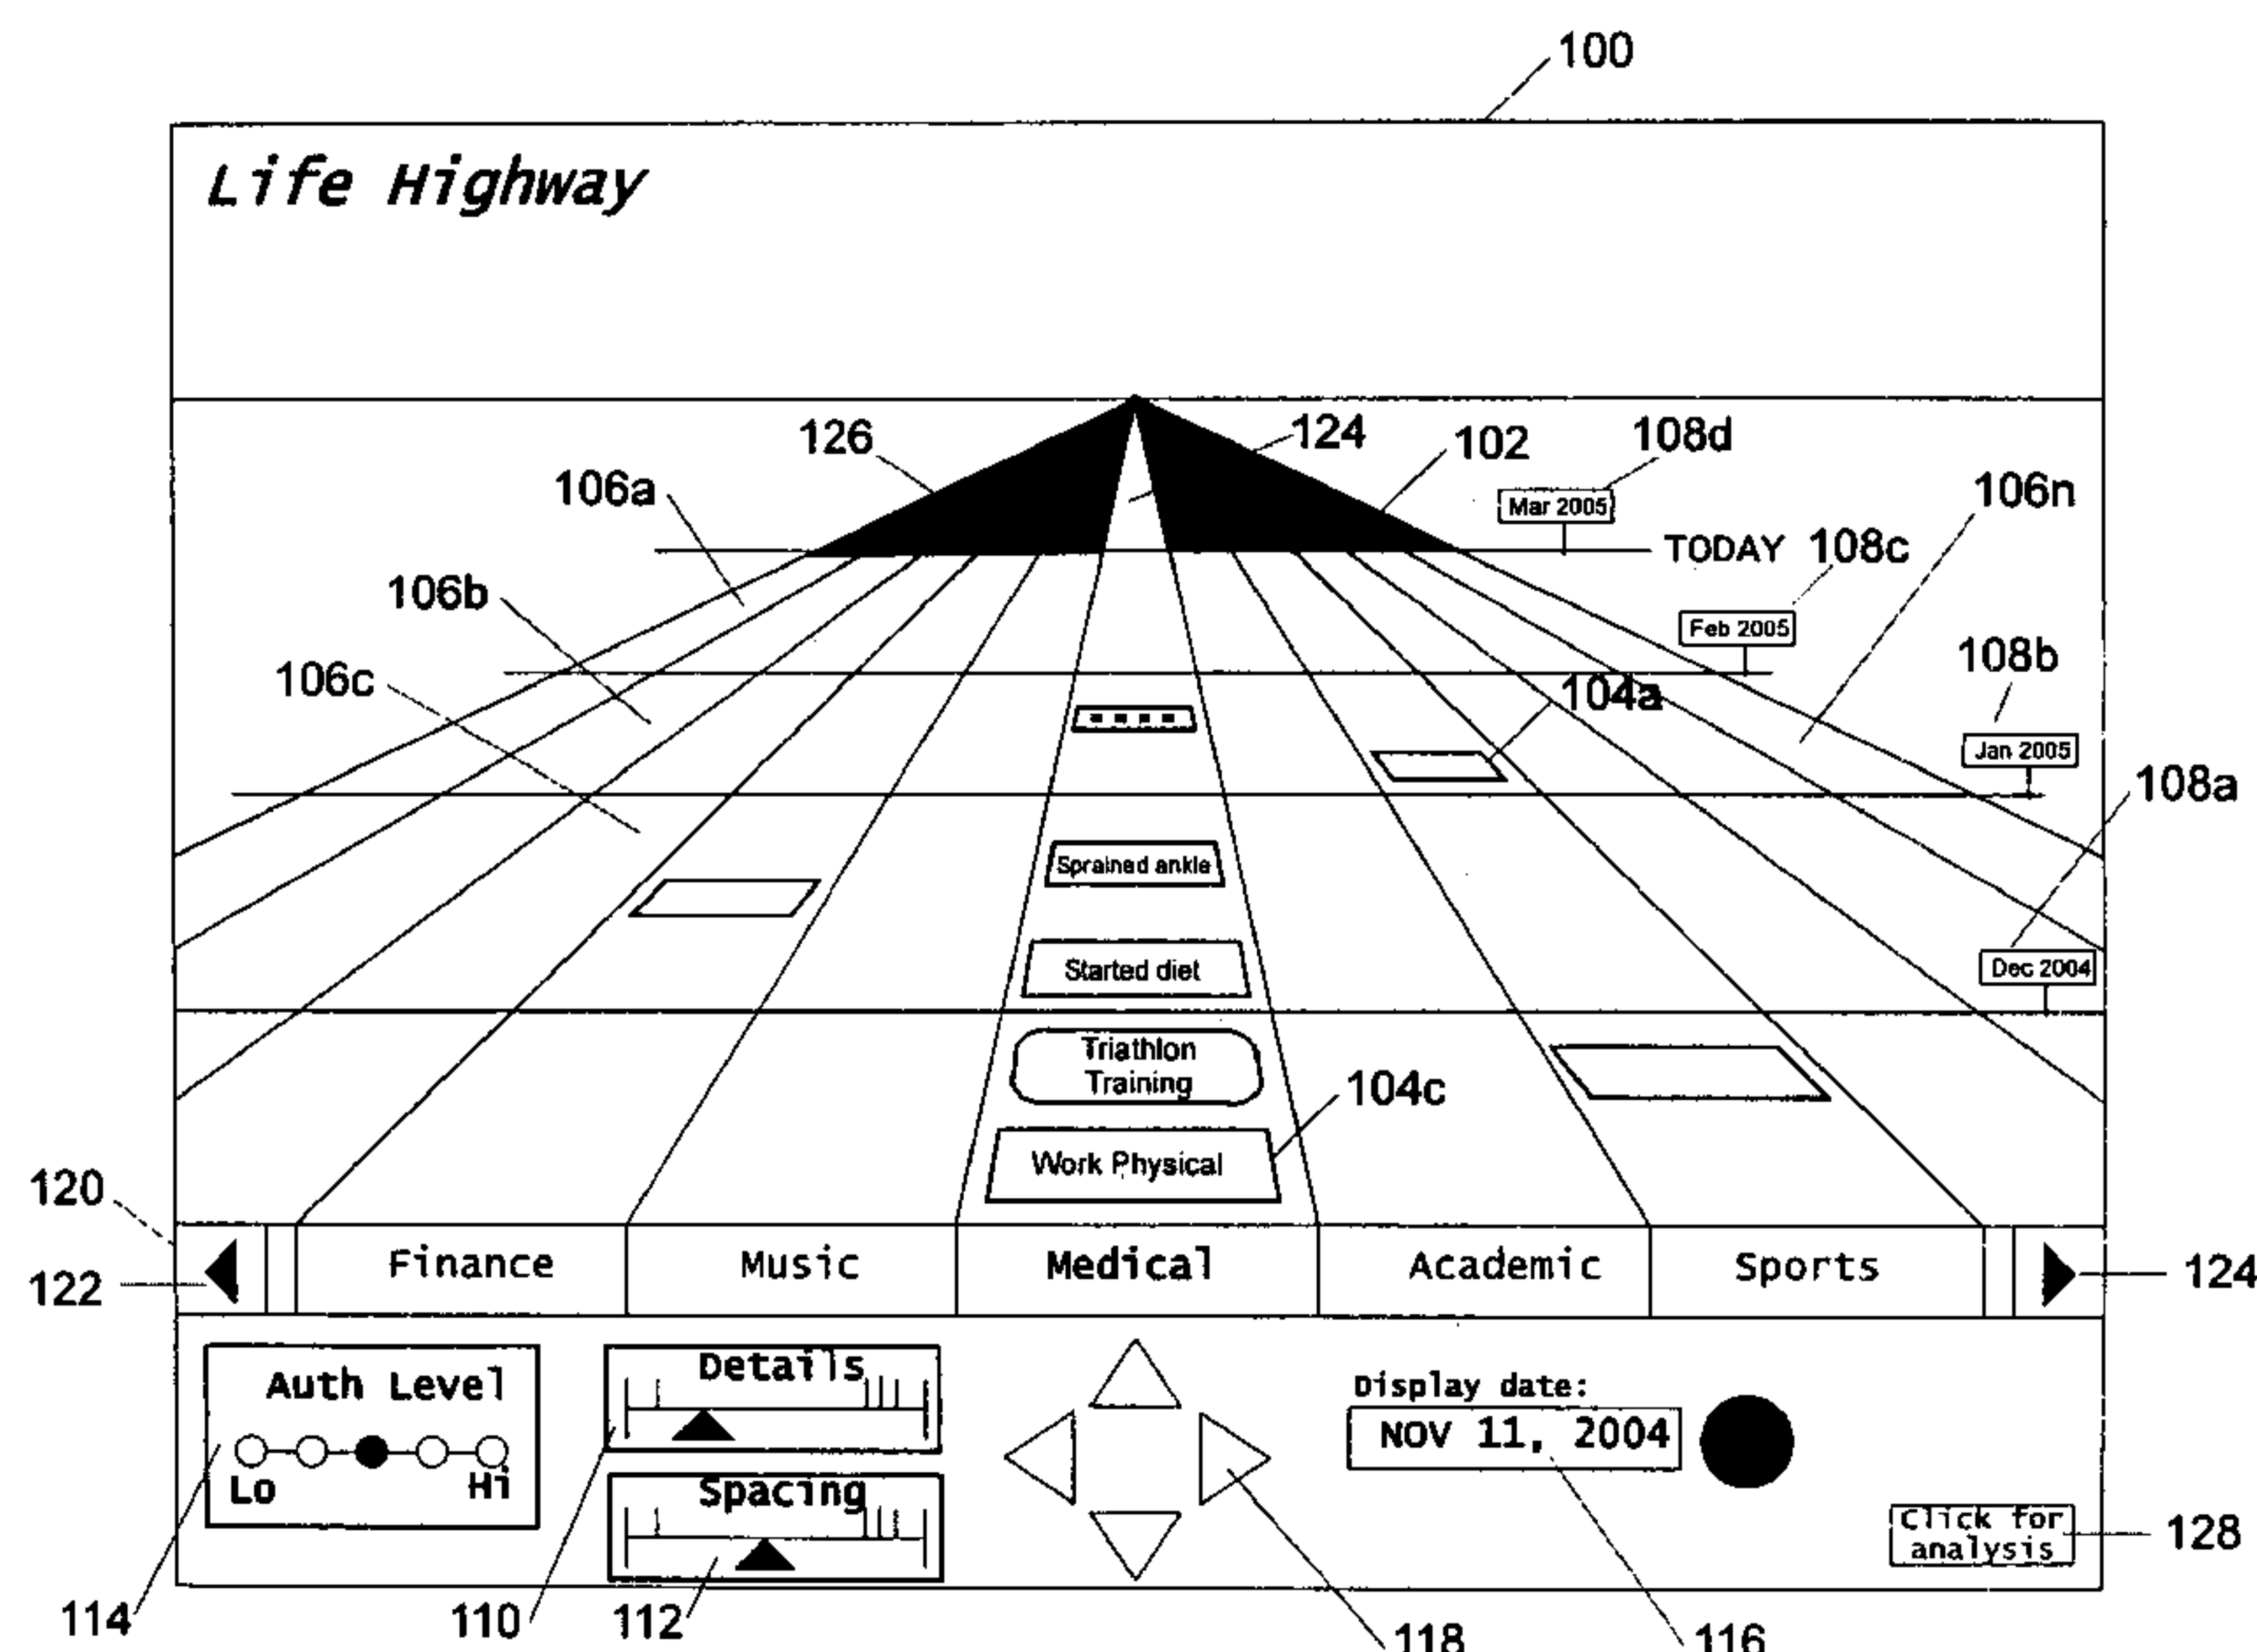 100
Life Highway
126
124
102
108d
106a
Mar 2005
106n
TODAY
108c
106b
Feb 2005
108b
106c
104a
Jan 2005
108a
Sprained ankle
Started diet
Dec 2004
Triathlon
Training
104c
Work Physical
120
Finance
Music
Medical
Academic
Sports
122
124
Auth Level
Lo
Hi
Details
Spacing
Display date:
NOV 11, 2004
Click for
analysis
128
114
110
112
118
116